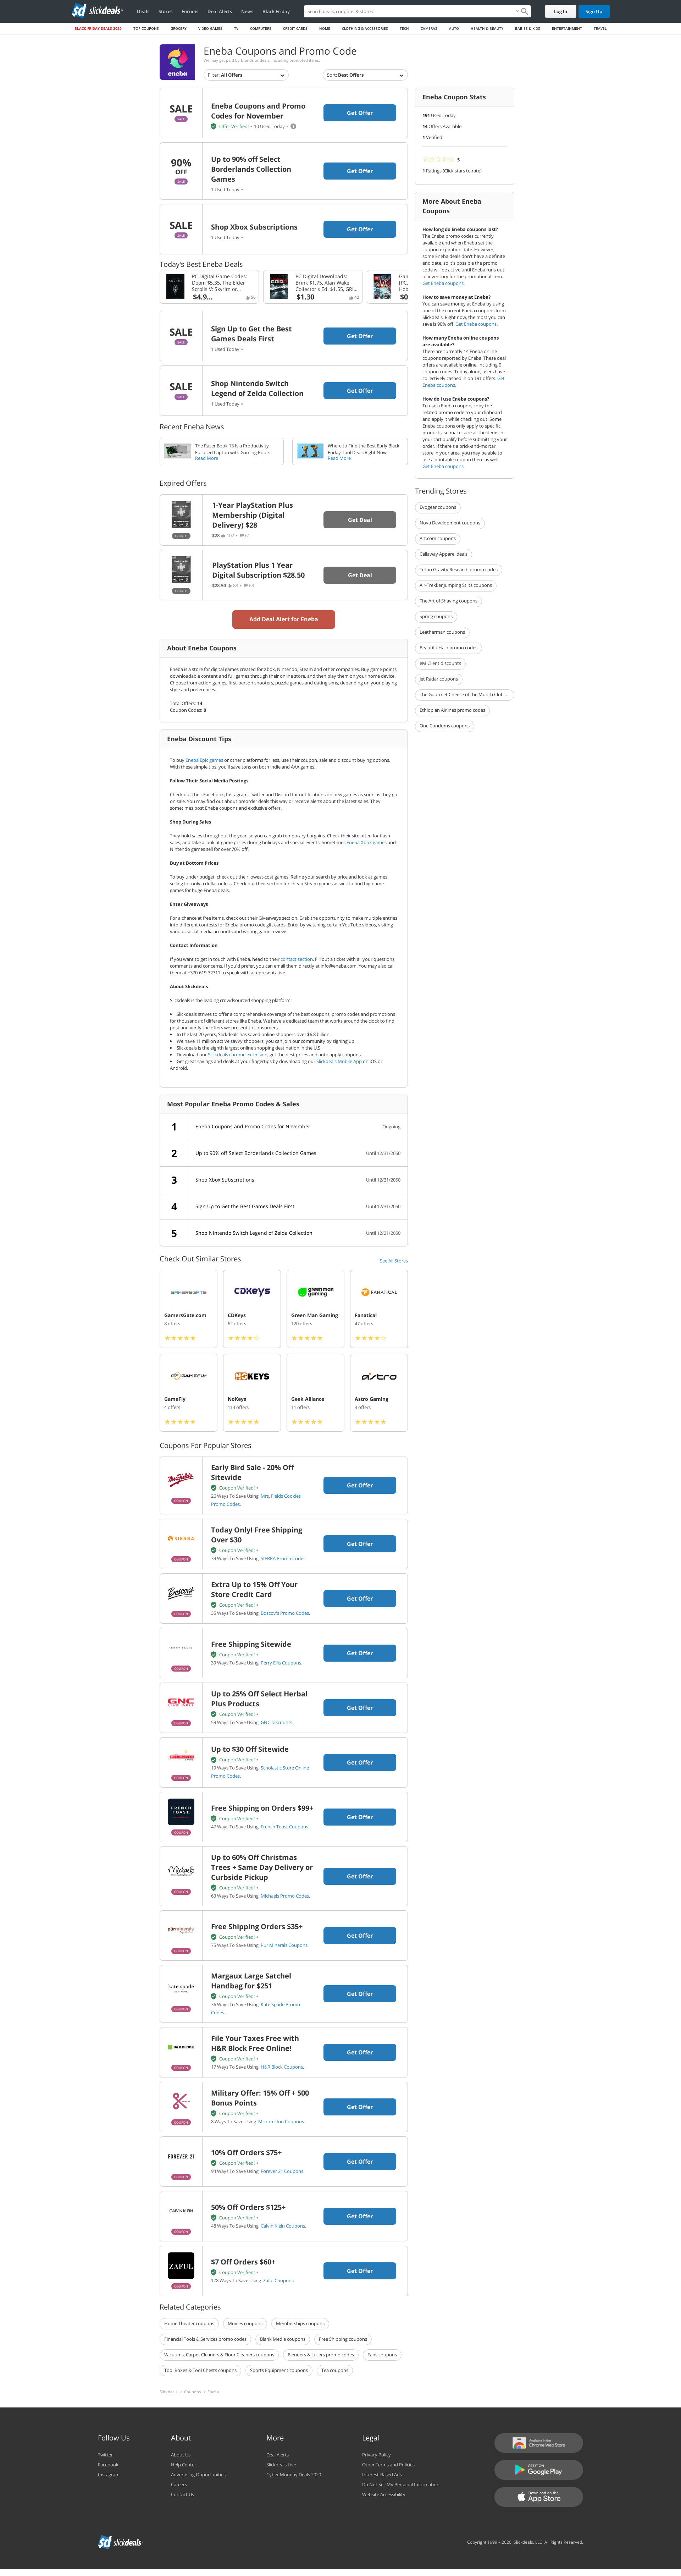 slickdeals
Deals Stores Forums Deal Alerts News Black Friday
Search deals, coupons & stores
Log In
Sign Up
BLACK FRIDAY DEALS 2020 TOP COUPONS GROCERY VIDEO GAMES TV COMPUTERS CREDIT CARDS HOME CLOTHING & ACCESSORIES TECH CAMERAS AUTO HEALTH & BEAUTY BABIES & KIDS ENTERTAINMENT TRAVEL
eneba
Eneba Coupons and Promo Code
We may get paid by brands or deals, including promoted items.
Filter: All Offers
Sort: Best Offers
SALE
SALE
Eneba Coupons and Promo
Codes for November
Offer Verified! • 10 Used Today •
Get Offer
90%
OFF
SALE
Up to 90% off Select
Borderlands Collection
Games
1 Used Today •
Get Offer
SALE
SALE
Shop Xbox Subscriptions
1 Used Today •
Get Offer
Today's Best Eneba Deals
PC Digital Game Codes:
Doom $5.35, The Elder
Scrolls V: Skyrim or...
$4.9...
PC Digital Downloads:
Brink $1.75, Alan Wake
Collector's Ed. $1.55, GRI...
$1.30
42
$0
SALE
SALE
Sign Up to Get the Best
Games Deals First
1 Used Today •
Get Offer
SALE
SALE
Shop Nintendo Switch
Legend of Zelda Collection
1 Used Today •
Get Offer
Recent Eneba News
The Razer Book 13 is a Productivity-
Focused Laptop with Gaming Roots
Read More
Where to Find the Best Early Black
Friday Tool Deals Right Now
Read More
Expired Offers
EXPIRED
1-Year PlayStation Plus
Membership (Digital
Delivery) $28
$28 102 • 61
Get Deal
EXPIRED
PlayStation Plus 1 Year
Digital Subscription $28.50
$28.50
Get Deal
Add Deal Alert for Eneba
About Eneba Coupons
Eneba is a store for digital games created for Xbox, Nintendo, Steam and other companies. Buy game points,
downloadable content and full games through their online store, and then play them on your home device.
Choose from action games, first-person shooters, puzzle games and dating sims, depending on your playing
style and preferences.
Total Offers: 14
Coupon Codes: 0
Eneba Discount Tips
To buy Eneba Epic games or other platforms for less, use their coupon, sale and discount buying options.
With these simple tips, you'll save tons on both indie and AAA games.
Follow Their Social Media Postings
Check out their Facebook, Instagram, Twitter and Discord for notifications on new games as soon as they go
on sale. You may find out about preorder deals this way or receive alerts about the latest sales. They
sometimes post Eneba coupons and exclusive offers.
Shop During Sales
They hold sales throughout the year, so you can grab temporary bargains. Check their site often for flash
sales, and take a look at game prices during holidays and special events. Sometimes Eneba Xbox games and
Nintendo games sell for over 70% off.
Buy at Bottom Prices
To buy under budget, check out their lowest-cost games. Refine your search by price and look at games
selling for only a dollar or less. Check out their section for cheap Steam games as well to find big-name
games for huge Eneba deals.
Enter Giveaways
For a chance at free items, check out their Giveaways section. Grab the opportunity to make multiple entries
into different contests for Eneba promo code gift cards. Enter by watching certain YouTube videos, visiting
various social media accounts and writing game reviews.
Contact Information
If you want to get in touch with Eneba, head to their contact section. Fill out a ticket with all your questions,
comments and concerns. If you'd prefer, you can email them directly at info@eneba.com. You may also call
them at +370-619-32711 to speak with a representative.
About Slickdeals
Slickdeals is the leading crowdsourced shopping platform:
• Slickdeals strives to offer a comprehensive coverage of the best coupons, promo codes and promotions
for thousands of different stores like Eneba. We have a dedicated team that works around the clock to find,
post and verify the offers we present to consumers.
• In the last 20 years, Slickdeals has saved online shoppers over $6.8 billion.
• We have 11 million active savvy shoppers, you can join our community by signing up.
• Slickdeals is the eighth largest online shopping destination in the U.S
• Download our Slickdeals chrome extension, get the best prices and auto-apply coupons.
• Get great savings and deals at your fingertips by downloading our Slickdeals Mobile App on iOS or
Android.
Most Popular Eneba Promo Codes & Sales
1 Eneba Coupons and Promo Codes for November Ongoing
2 Up to 90% off Select Borderlands Collection Games Until 12/31/2050
3 Shop Xbox Subscriptions Until 12/31/2050
4 Sign Up to Get the Best Games Deals First Until 12/31/2050
5 Shop Nintendo Switch Legend of Zelda Collection Until 12/31/2050
Check Out Similar Stores
See All Stores
GAMERSGATE
GamersGate.com
8 offers
CDKeys
CDKeys
62 offers
green man gaming
Green Man Gaming
120 offers
FANATICAL
Fanatical
47 offers
GAMEFLY
GameFly
4 offers
NOKEYS
NoKeys
114 offers
Geek Alliance
11 offers
astro
Astro Gaming
3 offers
Coupons For Popular Stores
Mrs. Fields
COUPON
Early Bird Sale - 20% Off
Sitewide
Coupon Verified! •
26 Ways To Save Using Mrs. Fields Cookies
Promo Codes.
Get Offer
SIERRA
COUPON
Today Only! Free Shipping
Over $30
Coupon Verified! •
39 Ways To Save Using SIERRA Promo Codes.
Get Offer
Boscov's
COUPON
Extra Up to 15% Off Your
Store Credit Card
Coupon Verified! •
35 Ways To Save Using Boscov's Promo Codes.
Get Offer
PERRY ELLIS
COUPON
Free Shipping Sitewide
Coupon Verified! •
39 Ways To Save Using Perry Ellis Coupons.
Get Offer
GNC
LIVE WELL
COUPON
Up to 25% Off Select Herbal
Plus Products
Coupon Verified! •
59 Ways To Save Using GNC Discounts.
Get Offer
COUPON
Up to $30 Off Sitewide
Coupon Verified! •
19 Ways To Save Using Scholastic Store Online
Promo Codes.
Get Offer
FRENCH
TOAST
COUPON
Free Shipping on Orders $99+
Coupon Verified! •
47 Ways To Save Using French Toast Coupons.
Get Offer
Michaels
COUPON
Up to 60% Off Christmas
Trees + Same Day Delivery or
Curbside Pickup
Coupon Verified! •
63 Ways To Save Using Michaels Promo Codes.
Get Offer
pürminerals
COUPON
Free Shipping Orders $35+
Coupon Verified! •
75 Ways To Save Using Pur Minerals Coupons.
Get Offer
kate spade
NEW YORK
COUPON
Margaux Large Satchel
Handbag for $251
Coupon Verified! •
36 Ways To Save Using Kate Spade Promo
Codes.
Get Offer
H&R BLOCK
COUPON
File Your Taxes Free with
H&R Block Free Online!
Coupon Verified! •
17 Ways To Save Using H&R Block Coupons.
Get Offer
COUPON
Military Offer: 15% Off + 500
Bonus Points
Coupon Verified! •
8 Ways To Save Using Microtel Inn Coupons.
Get Offer
FOREVER 21
COUPON
10% Off Orders $75+
Coupon Verified! •
94 Ways To Save Using Forever 21 Coupons.
Get Offer
CALVIN KLEIN
COUPON
50% Off Orders $125+
Coupon Verified! •
48 Ways To Save Using Calvin Klein Coupons.
Get Offer
ZAFUL
COUPON
$7 Off Orders $60+
Coupon Verified! •
178 Ways To Save Using Zaful Coupons.
Get Offer
Related Categories
Home Theater coupons Movies coupons Memberships coupons
Financial Tools & Services promo codes Blank Media coupons Free Shipping coupons
Vacuums, Carpet Cleaners & Floor Cleaners coupons Blenders & Juicers promo codes Fans coupons
Tool Boxes & Tool Chests coupons Sports Equipment coupons Tea coupons
Slickdeals > Coupons > Eneba
Eneba Coupon Stats
191 Used Today
14 Offers Available
1 Verified
5
1 Ratings (Click stars to rate)
More About Eneba
Coupons
How long do Eneba coupons last?
The Eneba promo codes currently
available end when Eneba set the
coupon expiration date. However,
some Eneba deals don't have a definite
end date, so it's possible the promo
code will be active until Eneba runs out
of inventory for the promotional item.
Get Eneba coupons.
How to save money at Eneba?
You can save money at Eneba by using
one of the current Eneba coupons from
Slickdeals. Right now, the most you can
save is 90% off. Get Eneba coupons.
How many Eneba online coupons
are available?
There are currently 14 Eneba online
coupons reported by Eneba. These deal
offers are available online, including 0
coupon codes. Today alone, users have
collectively cashed in on 191 offers. Get
Eneba coupons.
How do I use Eneba coupons?
To use a Eneba coupon, copy the
related promo code to your clipboard
and apply it while checking out. Some
Eneba coupons only apply to specific
products, so make sure all the items in
your cart qualify before submitting your
order. If there's a brick-and-mortar
store in your area, you may be able to
use a printable coupon there as well.
Get Eneba coupons.
Trending Stores
Evogear coupons
Nova Development coupons
Art.com coupons
Callaway Apparel deals
Teton Gravity Research promo codes
Air-Trekker Jumping Stilts coupons
The Art of Shaving coupons
Spring coupons
Leatherman coupons
BeautifulHalo promo codes
eM Client discounts
Jet Radar coupons
The Gourmet Cheese of the Month Club ...
Ethiopian Airlines promo codes
One Condoms coupons
Follow Us
Twitter
Facebook
Instagram
About
About Us
Help Center
Advertising Opportunities
Careers
Contact Us
More
Deal Alerts
Slickdeals Live
Cyber Monday Deals 2020
Legal
Privacy Policy
Other Terms and Policies
Interest-Based Ads
Do Not Sell My Personal Information
Website Accessibility
Available in the
Chrome Web Store
GET IT ON
Google Play
Download on the
App Store
slickdeals
Copyright 1999 - 2020. Slickdeals, LLC. All Rights Reserved.